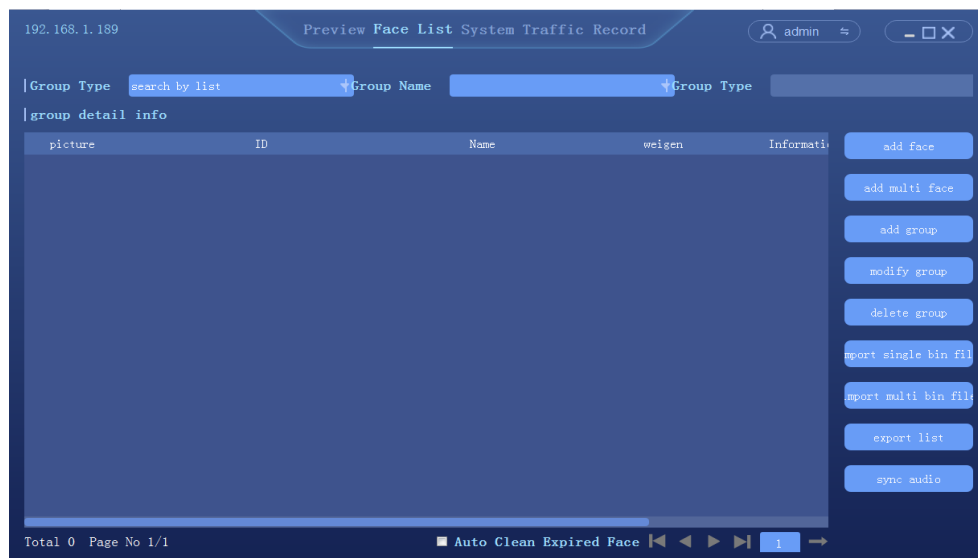 192.168.1.189
Preview Face List System Traffic Record
admin
Group Type search by list Group Name Group Type
group detail info
picture ID Name weigen Informatio
add face
add multi face
add group
modify group
delete group
mport single bin fil
mport multi bin file
export list
sync audio
Total 0 Page No 1/1 Auto Clean Expired Face 1